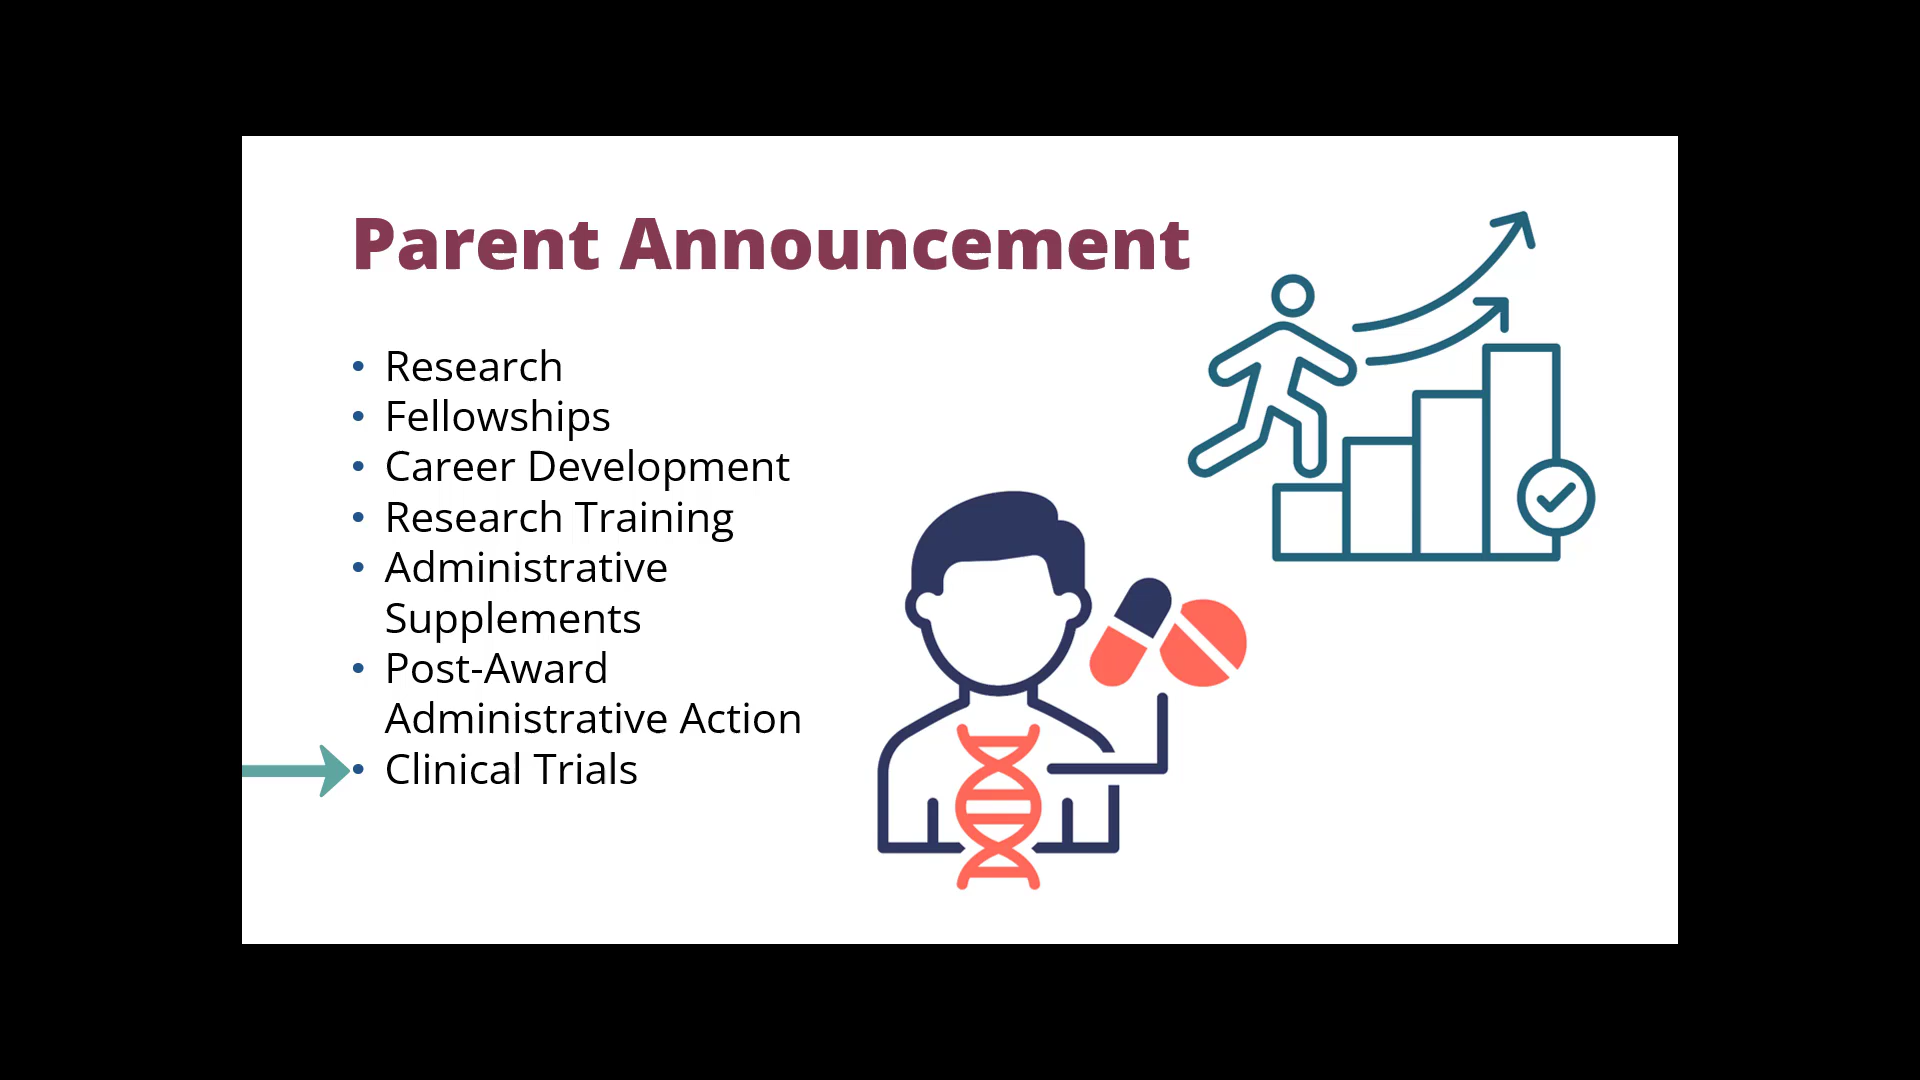 Parent Announcement
• Research
• Fellowships
• Career Development
• Research Training
• Administrative
Supplements
• Post-Award
Administrative Action
• Clinical Trials